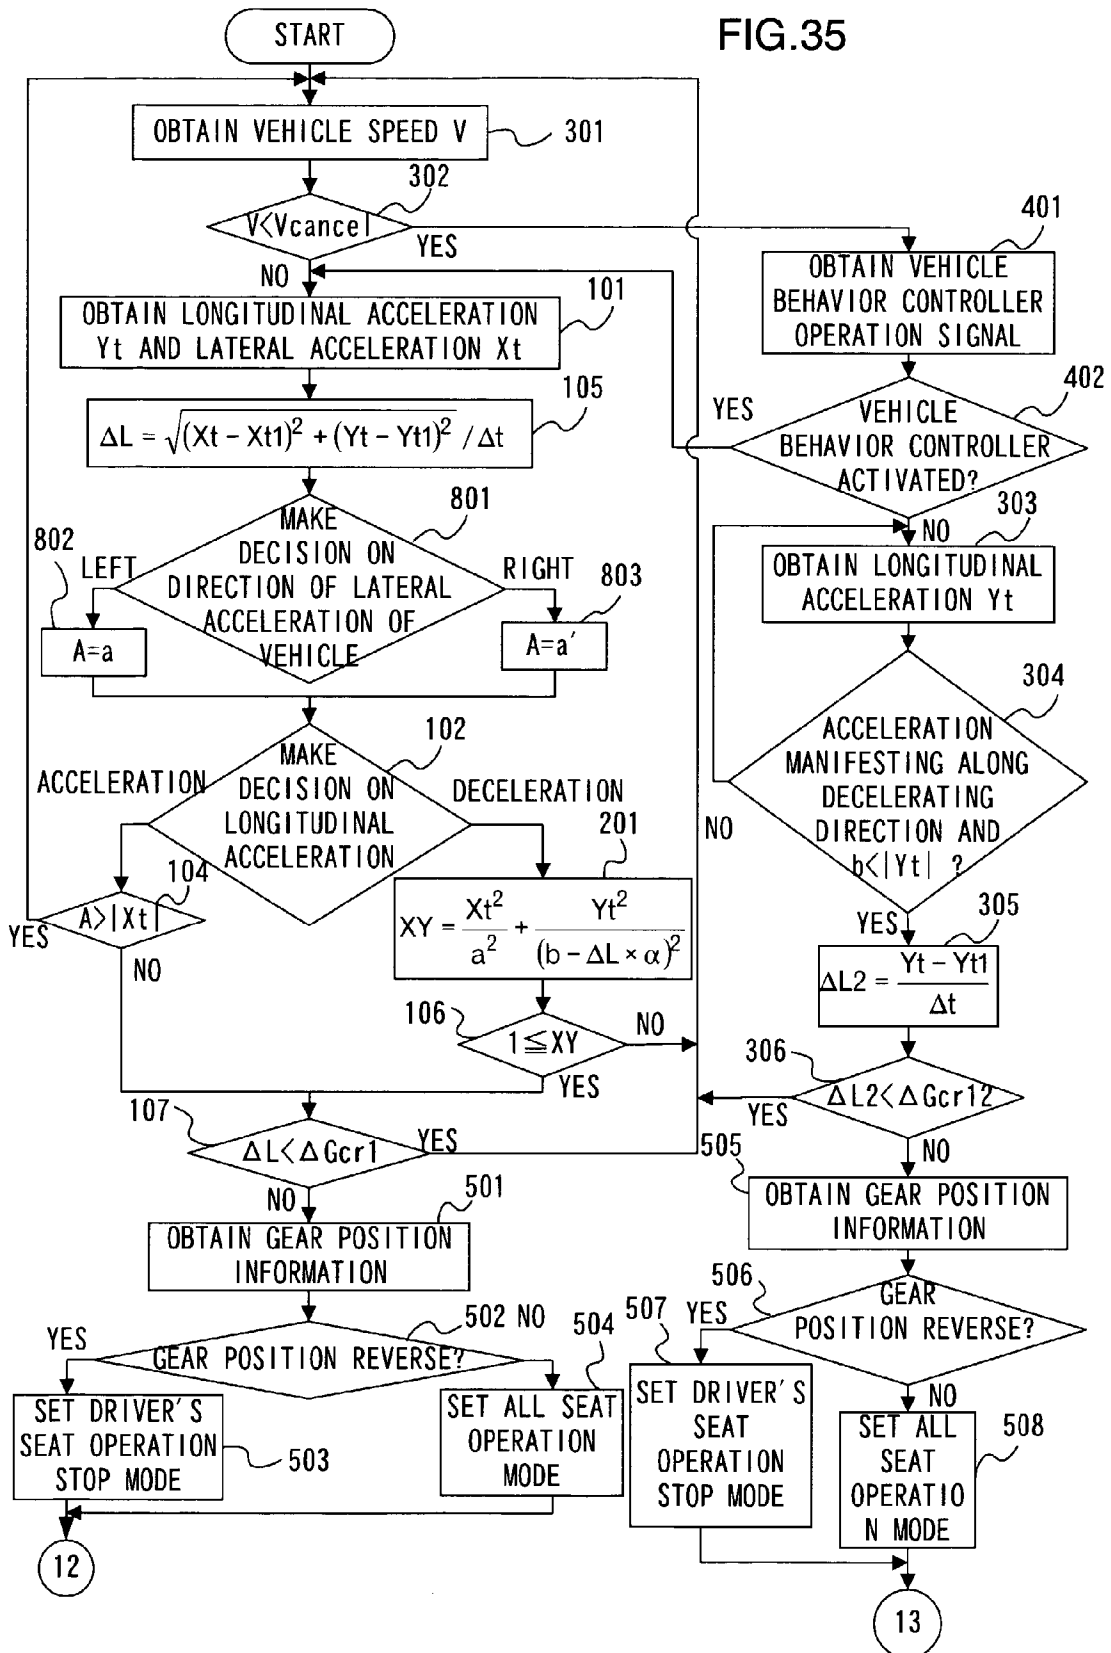 FIG.35
START
OBTAIN VEHICLE SPEED V
301
302
V<Vcancel
YES
NO
401
OBTAIN VEHICLE
BEHAVIOR CONTROLLER
OPERATION SIGNAL
101
OBTAIN LONGITUDINAL ACCELERATION
Yt AND LATERAL ACCELERATION Xt
402
YES
VEHICLE
BEHAVIOR CONTROLLER
ACTIVATED?
105
ΔL = √(Xt − Xt1)² + (Yt − Yt1)² / Δt
NO
303
OBTAIN LONGITUDINAL
ACCELERATION Yt
801
MAKE
DECISION ON
DIRECTION OF LATERAL
ACCELERATION OF
VEHICLE
802
LEFT
A=a
RIGHT
803
A=a'
304
ACCELERATION
MANIFESTING ALONG
DECELERATING
DIRECTION AND
b<|Yt| ?
NO
YES
102
MAKE
DECISION ON
LONGITUDINAL
ACCELERATION
ACCELERATION
DECELERATION
104
A>|Xt|
YES
NO
201
XY = Xt²/a² + Yt²/(b − ΔL × α)²
305
ΔL2 = Yt − Yt1/Δt
106
1≦XY
NO
YES
306
ΔL2<ΔGcr12
YES
NO
107
ΔL<ΔGcr1
YES
NO
501
OBTAIN GEAR POSITION
INFORMATION
505
OBTAIN GEAR POSITION
INFORMATION
502
YES
NO
GEAR POSITION REVERSE?
506
YES
GEAR
POSITION REVERSE?
NO
SET DRIVER'S
SEAT OPERATION
STOP MODE
503
504
SET ALL SEAT
OPERATION
MODE
507
SET DRIVER'S
SEAT
OPERATION
STOP MODE
508
SET ALL
SEAT
OPERATIO
N MODE
12
13